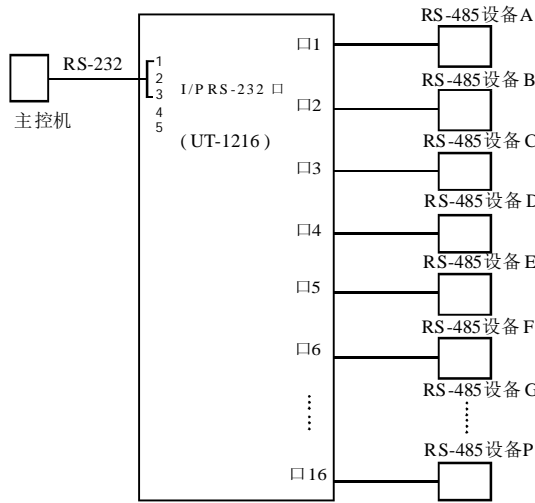 RS-485设备A
口1
RS-232
1
2
3
4
5
I/P RS-232 口
主控机
(UT-1216)
RS-485设备B
口2
RS-485设备C
口3
RS-485设备D
口4
RS-485设备E
口5
RS-485设备F
口6
RS-485设备G
RS-485设备P
口16